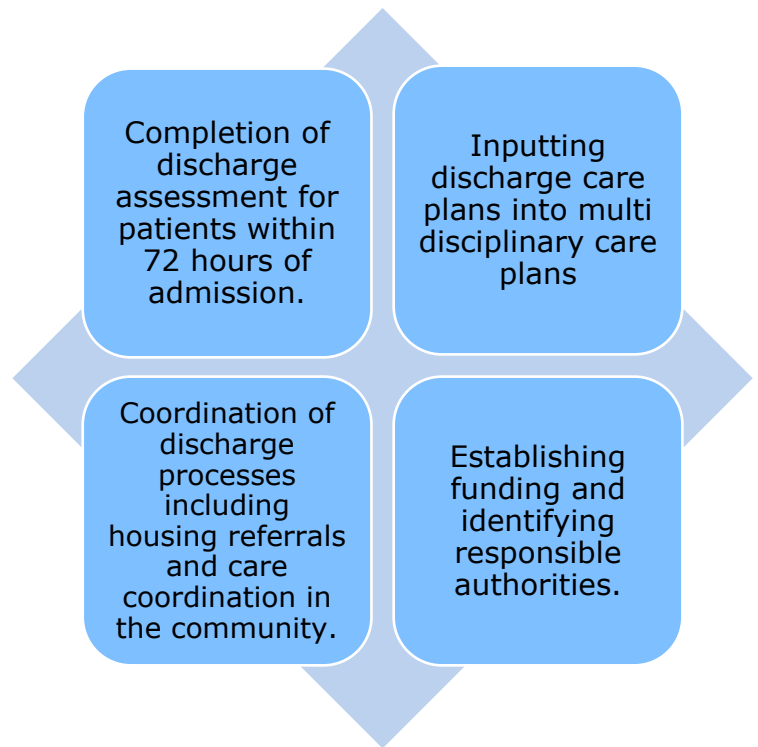 Completion of
discharge
assessment for
patients within
72 hours of
admission.
Inputting
discharge care
plans into multi
disciplinary care
plans
Coordination of
discharge
processes
including
housing referrals
and care
coordination in
the community.
Establishing
funding and
identifying
responsible
authorities.